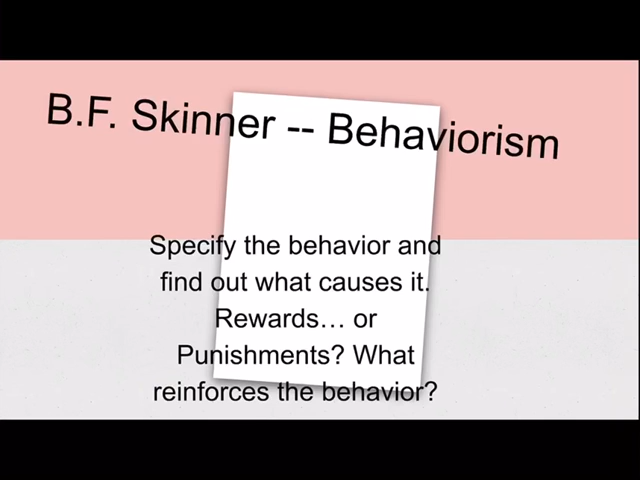 B.F. Skinner -- Behaviorism
Specify the behavior and
find out what causes it.
Rewards… or
Punishments? What
reinforces the behavior?